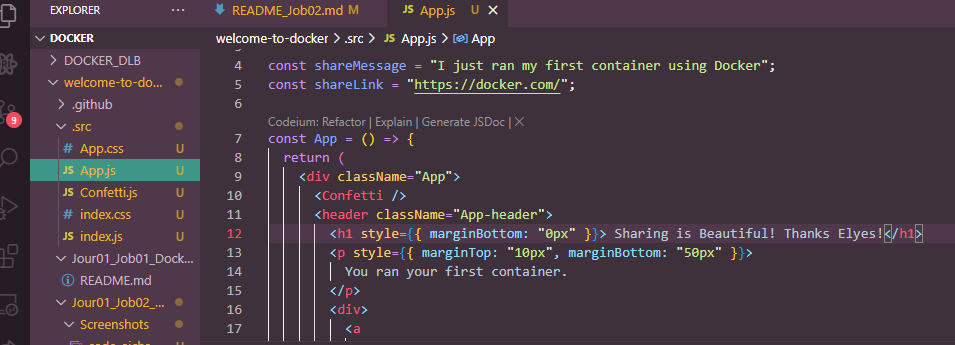 EXPLORER
README_Job02.md M
JS App.js U
DOCKER
DOCKER_DLB
welcome-to-do...
.github
.src
# App.css U
JS App.js U
JS Confetti.js U
# index.css U
JS index.js U
Jour01_Job01_Dock...
README.md
Jour01_Job02_...
Screenshots
9
welcome-to-docker > .src > JS App.js > App
4 const shareMessage = "I just ran my first container using Docker";
5 const shareLink = "https://docker.com/";
6
Codeium: Refactor | Explain | Generate JSDoc | X
7 const App = () => {
8 return (
9 <div className="App">
10 <Confetti />
11 <header className="App-header">
12 <h1 style={{ marginBottom: "0px" }}> Sharing is Beautiful! Thanks Elyes!</h1>
13 <p style={{ marginTop: "10px", marginBottom: "50px" }}>
14 You ran your first container.
15 </p>
16 <div>
17 <a